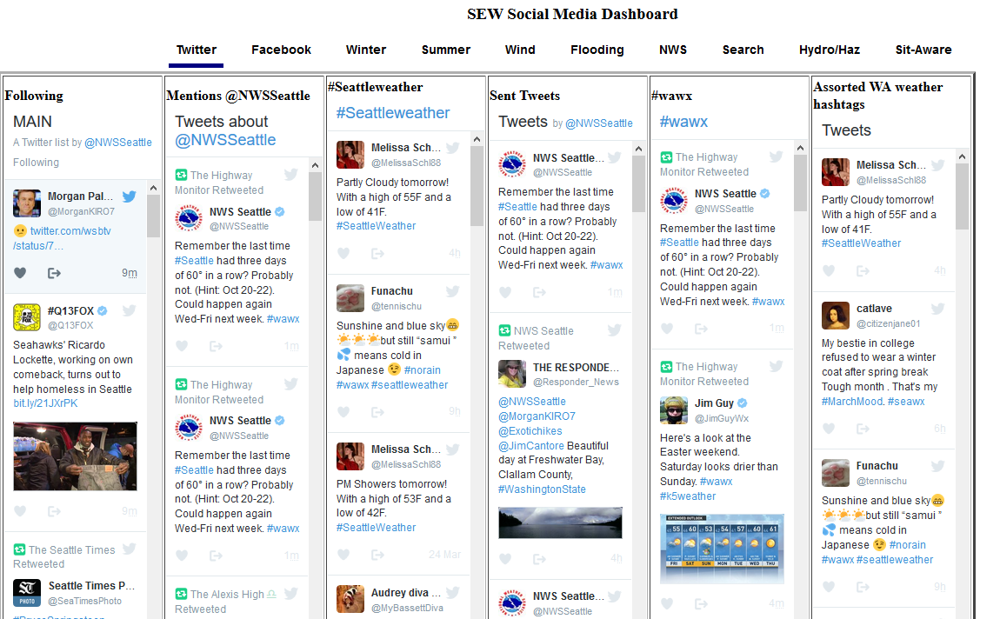 SEW Social Media Dashboard
Twitter
Facebook
Winter
Summer
Wind
Flooding
NWS
Search
Hydro/Haz
Sit-Aware
Following
MAIN
A Twitter list by @NWSSeattle
Following
Morgan Pal...
@MorganKIRO7
twitter.com/wsbtv
/status/7...
9m
#Q13FOX
@Q13FOX
Seahawks' Ricardo
Lockette, working on own
comeback, turns out to
help homeless in Seattle
bit.ly/21JXrPK
9m
The Seattle Times
Retweeted
ST
PHOTO
Seattle Times P...
@SeaTimesPhoto
Mentions @NWSSeattle
Tweets about
@NWSSeattle
The Highway
Monitor Retweeted
NWS Seattle
@NWSSeattle
Remember the last time
#Seattle had three days
of 60° in a row? Probably
not. (Hint: Oct 20-22).
Could happen again
Wed-Fri next week. #wawx
1m
The Highway
Monitor Retweeted
NWS Seattle
@NWSSeattle
Remember the last time
#Seattle had three days
of 60° in a row? Probably
not. (Hint: Oct 20-22).
Could happen again
Wed-Fri next week. #wawx
1m
The Alexis High ♎
Retweeted
#Seattleweather
#Seattleweather
Melissa Sch...
@MelissaSchl88
Partly Cloudy tomorrow!
With a high of 55F and a
low of 41F.
#SeattleWeather
4h
Funachu
@tennischu
Sunshine and blue sky😁
⛅⛅⛅but still “samui ”
💦 means cold in
Japanese 😉 #norain
#wawx #seattleweather
9h
Melissa Sch...
@MelissaSchl88
PM Showers tomorrow!
With a high of 53F and a
low of 42F.
#SeattleWeather
24 Mar
Audrey diva ...
@MyBassettDiva
Sent Tweets
Tweets by @NWSSeattle
NWS Seattle...
@NWSSeattle
Remember the last time
#Seattle had three days
of 60° in a row? Probably
not. (Hint: Oct 20-22).
Could happen again
Wed-Fri next week. #wawx
1m
NWS Seattle
Retweeted
THE RESPONDE...
@Responder_News
@NWSSeattle
@MorganKIRO7
@Exotichikes
@JimCantore Beautiful
day at Freshwater Bay,
Clallam County,
#WashingtonState
4h
NWS Seattle...
@NWSSeattle
#wawx
#wawx
The Highway
Monitor Retweeted
NWS Seattle
@NWSSeattle
Remember the last time
#Seattle had three days
of 60° in a row? Probably
not. (Hint: Oct 20-22).
Could happen again
Wed-Fri next week. #wawx
1m
The Highway
Monitor Retweeted
Jim Guy
@JimGuyWx
Here's a look at the
Easter weekend.
Saturday looks drier than
Sunday. #wawx
#k5weather
EXTENDED OUTLOOK
55 60 53 54 57 60 61
FRI SAT SUN MON TUE WED THU
4m
Assorted WA weather
hashtags
Tweets
Melissa Sch...
@MelissaSchl88
Partly Cloudy tomorrow!
With a high of 55F and a
low of 41F.
#SeattleWeather
4h
catlave
@citizenjane01
My bestie in college
refused to wear a winter
coat after spring break
Tough month . That's my
#MarchMood. #seawx
6h
Funachu
@tennischu
Sunshine and blue sky😁
⛅⛅⛅but still “samui ”
💦 means cold in
Japanese 😉 #norain
#wawx #seattleweather
9h